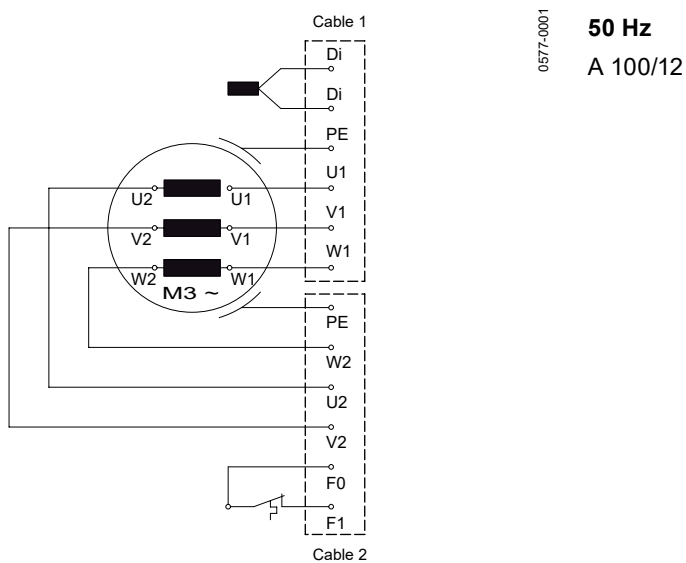 Cable 1
Di
Di
PE
U1
V1
W1
U2 U1
V2 V1
W2 W1
M3 ~
PE
W2
U2
V2
F0
F1
Cable 2
0577-0001
50 Hz
A 100/12